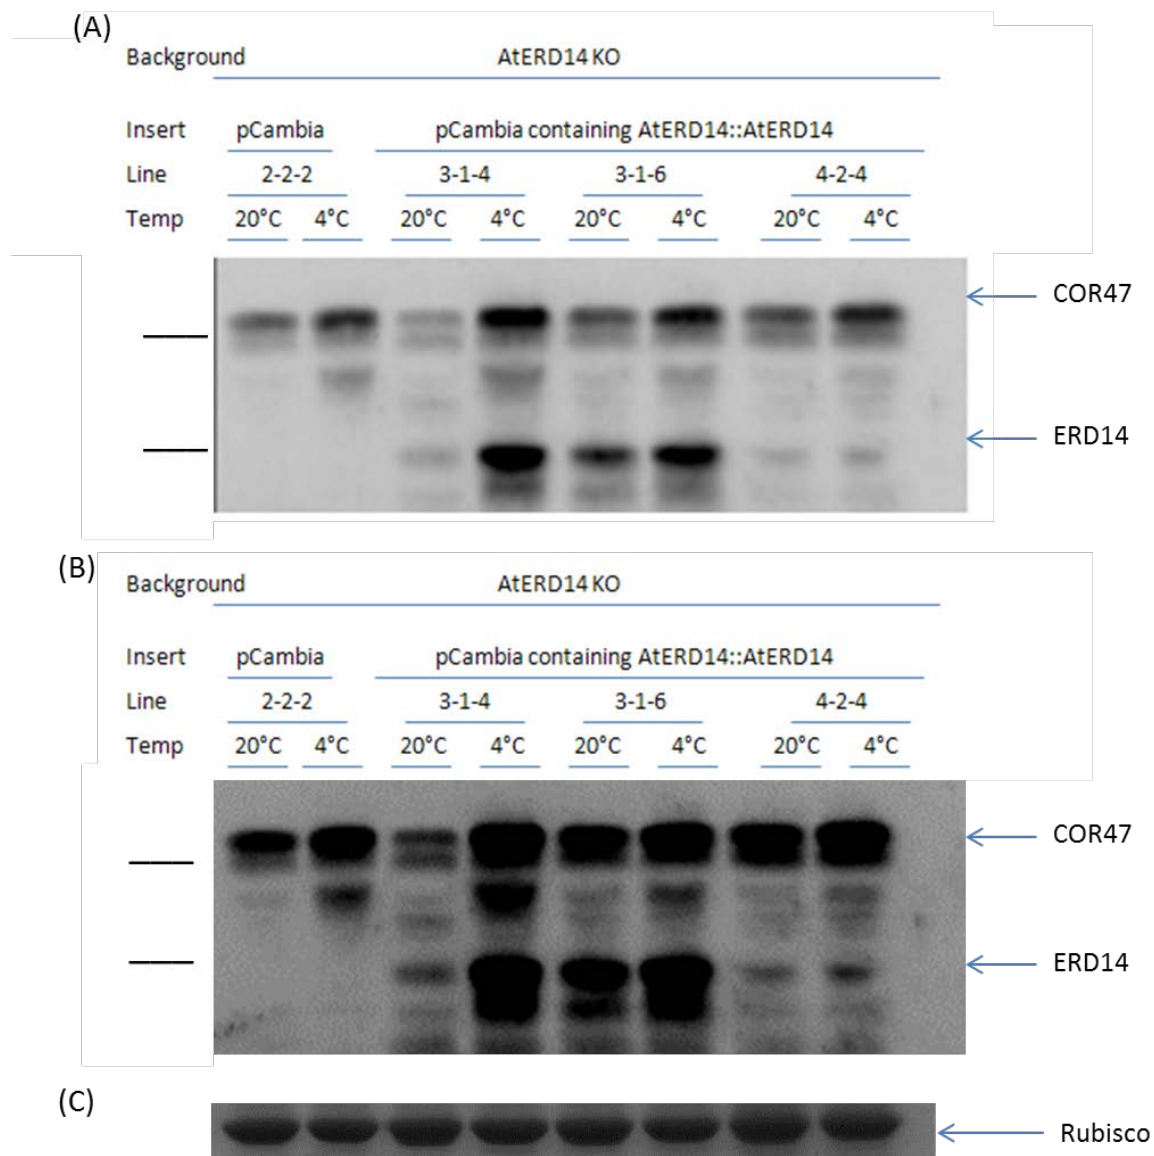 (A)
Background AtERD14 KO
Insert pCambia pCambia containing AtERD14::AtERD14
Line 2-2-2 3-1-4 3-1-6 4-2-4
Temp 20°C 4°C 20°C 4°C 20°C 4°C 20°C 4°C
COR47
ERD14
(B)
Background AtERD14 KO
Insert pCambia pCambia containing AtERD14::AtERD14
Line 2-2-2 3-1-4 3-1-6 4-2-4
Temp 20°C 4°C 20°C 4°C 20°C 4°C 20°C 4°C
COR47
ERD14
(C)
Rubisco